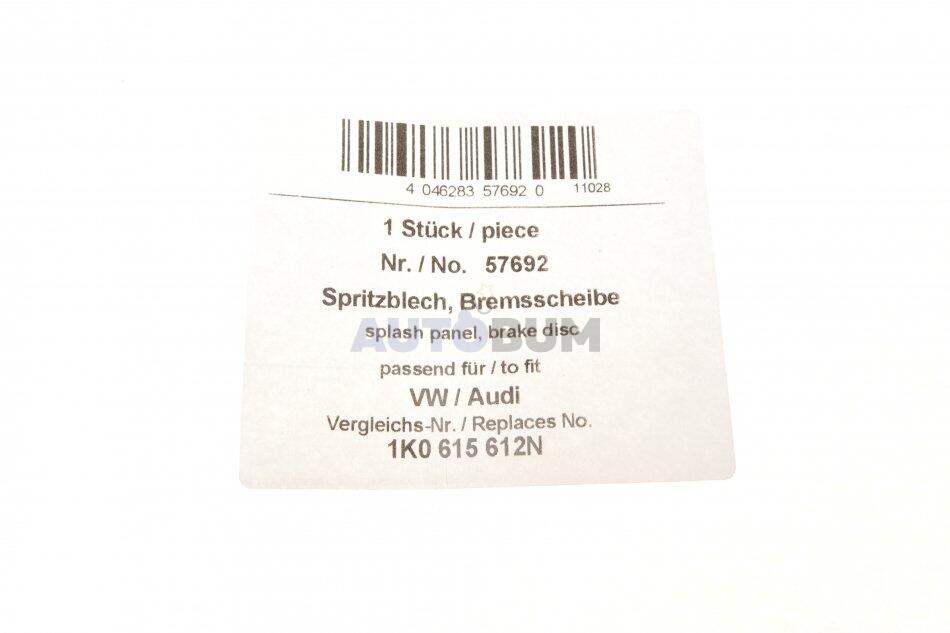 4 046283 57692 0 11028
1 Stück / piece
Nr. / No. 57692
Spritzblech, Bremsscheibe
splash panel, brake disc
AUTOBUM
passend für / to fit
VW / Audi
Vergleichs-Nr. / Replaces No.
1K0 615 612N